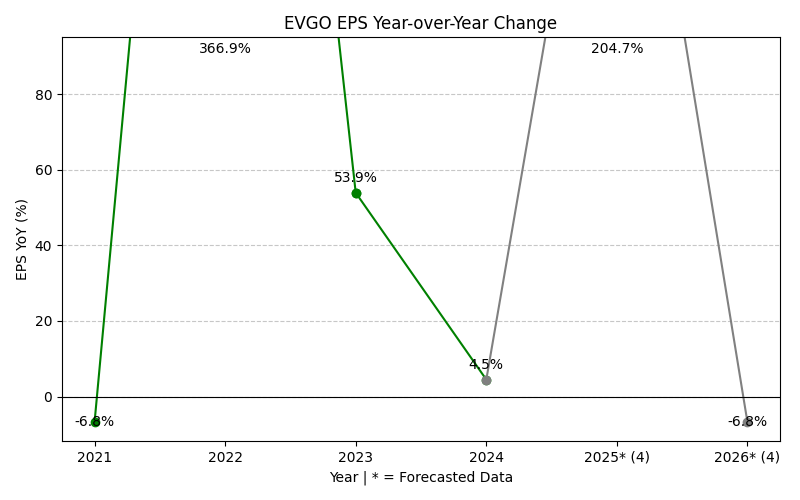 EVGO EPS Year-over-Year Change
366.9%
204.7%
53.9%
4.5%
-6.8%
-6.8%
80
60
40
20
0
EPS YoY (%)
2021 2022 2023 2024 2025* (4) 2026* (4)
Year | * = Forecasted Data